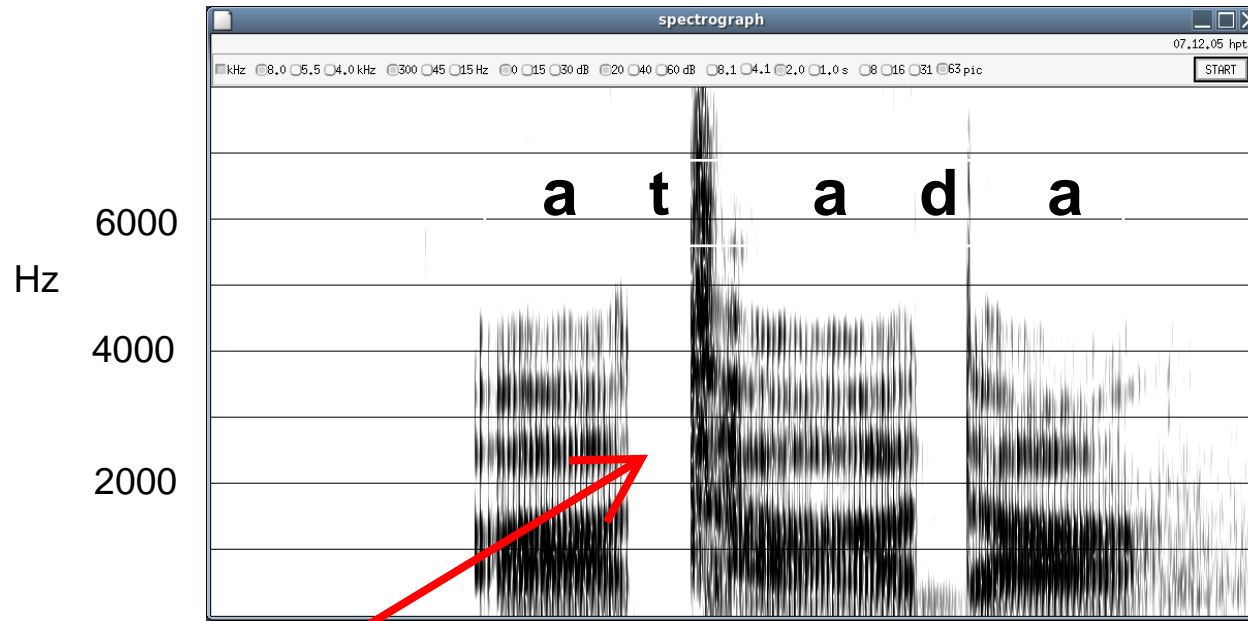 spectrograph
07.12.05 hpt
kHz 8.0 5.5 4.0 kHz 300 45 15 Hz 0 15 30 dB 20 40 60 dB 8.1 4.1 2.0 1.0 s 8 16 31 63 pic START
a t a d a
6000
Hz
4000
2000